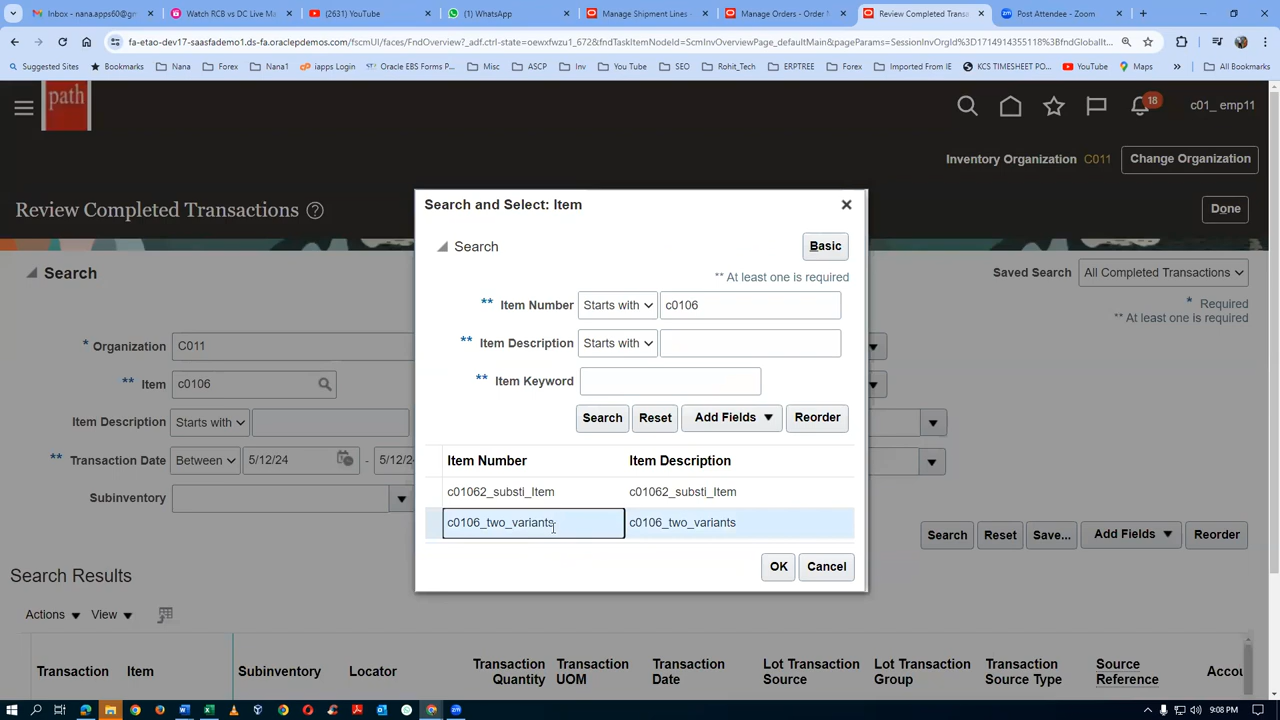 Inbox - nana.apps60@gm
Watch RCB vs DC Live Ma
(2631) YouTube
(1) WhatsApp
Manage Shipment Lines -
Manage Orders - Order M
Review Completed Transa
Post Attendee - Zoom
fa-etao-dev17-saasfademo1.ds-fa.oraclepdemos.com/fscmUI/faces/FndOverview?_adf.ctrl-state=oewxfwzu1_672&fndTaskItemNodeId=ScmInvOverviewPage_defaultMain&pageParams=SessionInvOrgId%3D1714914355118%3BfndGlobalIt...
Suggested Sites
Bookmarks
Nana
Forex
Nana1
iapps Login
Oracle EBS Forms P...
Misc
ASCP
Inv
You Tube
SEO
Rohit_Tech
ERPTREE
Forex
Imported From IE
KCS TIMESHEET PO...
YouTube
Maps
All Bookmarks
path
18
c01_ emp11
Inventory Organization C011 Change Organization
Review Completed Transactions
Done
Search
Saved Search All Completed Transactions
* Required
** At least one is required
* Organization C011
** Item c0106
Item Description Starts with
** Transaction Date Between 5/12/24 - 5/12/2
Subinventory
Search Reset Save... Add Fields Reorder
Search and Select: Item
Search
Basic
** At least one is required
** Item Number Starts with c0106
** Item Description Starts with
** Item Keyword
Search Reset Add Fields Reorder
Item Number Item Description
c01062_substi_Item c01062_substi_Item
c0106_two_variants c0106_two_variants
OK Cancel
Search Results
Actions View
Transaction Item Subinventory Locator Transaction Quantity Transaction UOM Transaction Date Lot Transaction Source Lot Transaction Group Transaction Source Type Source Reference Accou
9:08 PM